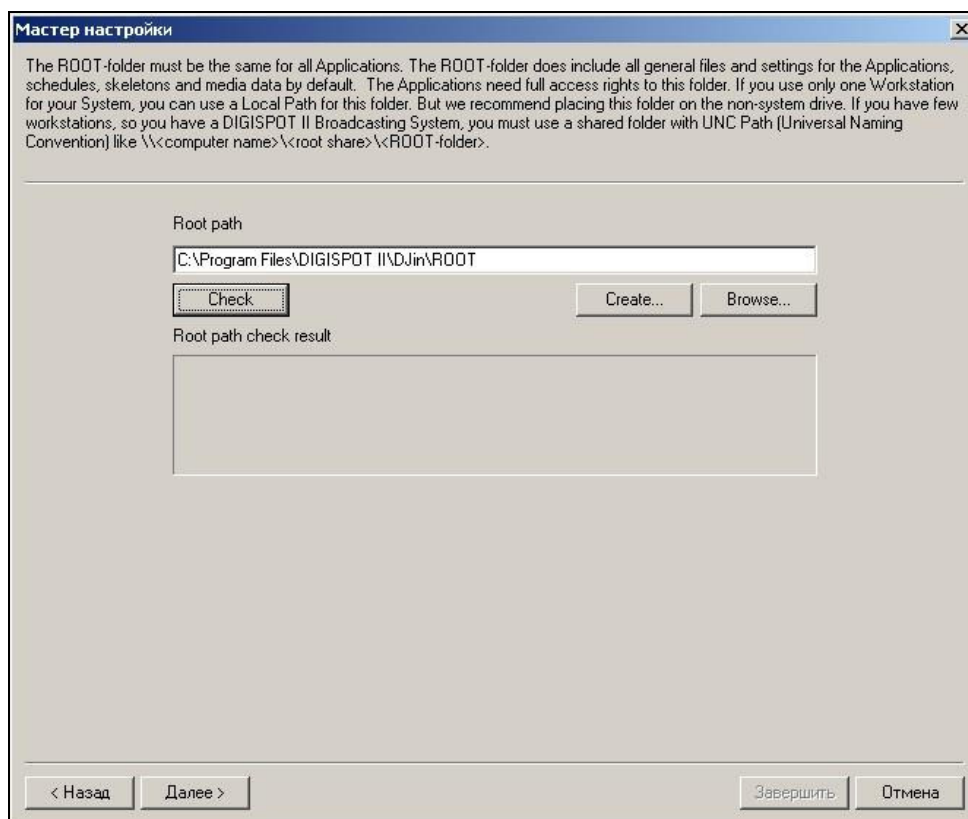 Мастер настройки
The ROOT-folder must be the same for all Applications. The ROOT-folder does include all general files and settings for the Applications,
schedules, skeletons and media data by default.  The Applications need full access rights to this folder. If you use only one Workstation
for your System, you can use a Local Path for this folder. But we recommend placing this folder on the non-system drive. If you have few
workstations, so you have a DIGISPOT II Broadcasting System, you must use a shared folder with UNC Path (Universal Naming
Convention) like \\<computer name>\<root share>\<ROOT-folder>.
Root path
C:\Program Files\DIGISPOT II\DJin\ROOT
Check Create... Browse...
Root path check result
< Назад Далее > Завершить Отмена